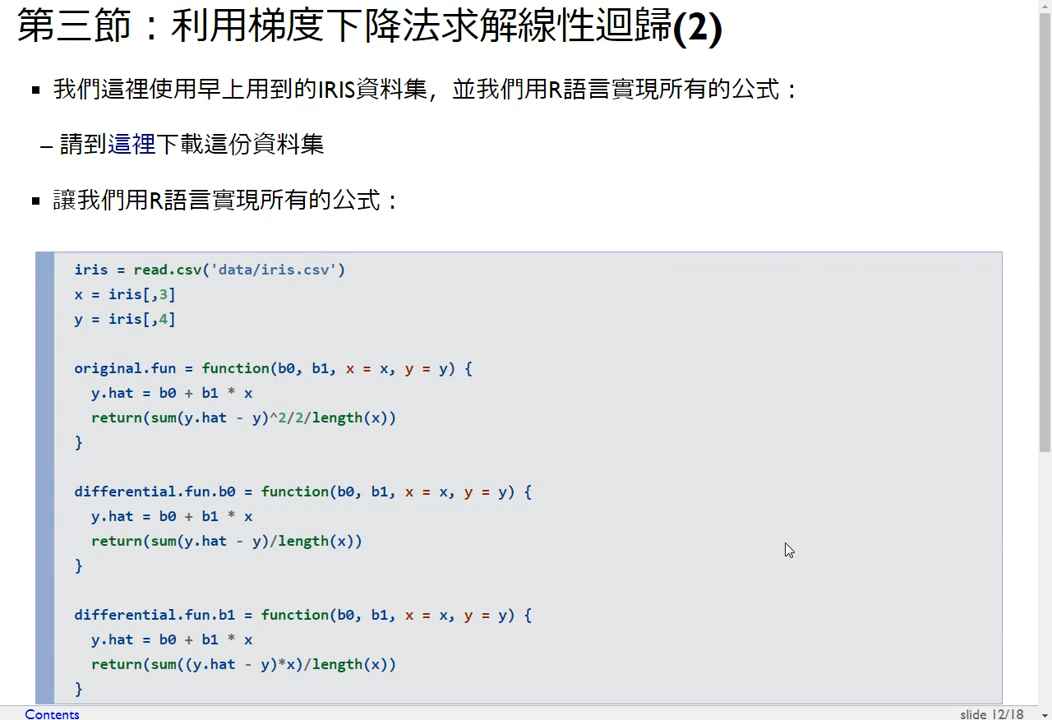 第三節：利用梯度下降法求解線性迴歸(2)
▪ 我們這裡使用早上用到的IRIS資料集，並我們用R語言實現所有的公式：
– 請到這裡下載這份資料集
▪ 讓我們用R語言實現所有的公式：
iris = read.csv('data/iris.csv')
x = iris[,3]
y = iris[,4]
original.fun = function(b0, b1, x = x, y = y) {
y.hat = b0 + b1 * x
return(sum(y.hat - y)^2/2/length(x))
}
differential.fun.b0 = function(b0, b1, x = x, y = y) {
y.hat = b0 + b1 * x
return(sum(y.hat - y)/length(x))
}
differential.fun.b1 = function(b0, b1, x = x, y = y) {
y.hat = b0 + b1 * x
return(sum((y.hat - y)*x)/length(x))
}
Contents
slide 12/18